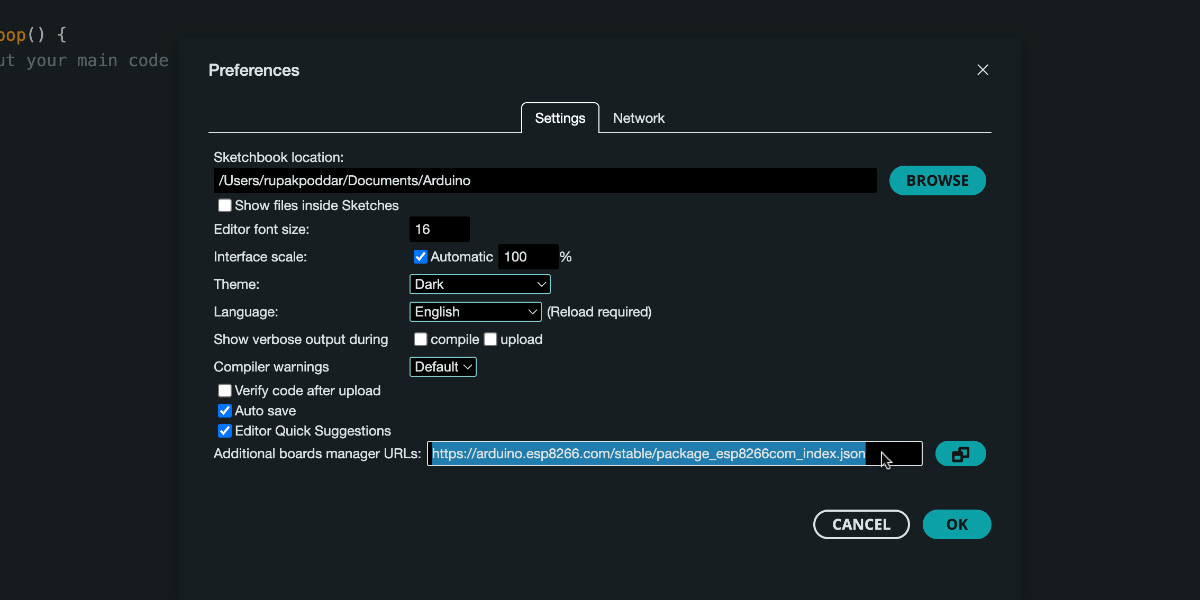 oop() {
ut your main code
Preferences
Settings Network
Sketchbook location:
/Users/rupakpoddar/Documents/Arduino BROWSE
Show files inside Sketches
Editor font size: 16
Interface scale: Automatic 100 %
Theme: Dark
Language: English (Reload required)
Show verbose output during compile upload
Compiler warnings Default
Verify code after upload
Auto save
Editor Quick Suggestions
Additional boards manager URLs: https://arduino.esp8266.com/stable/package_esp8266com_index.json
CANCEL OK